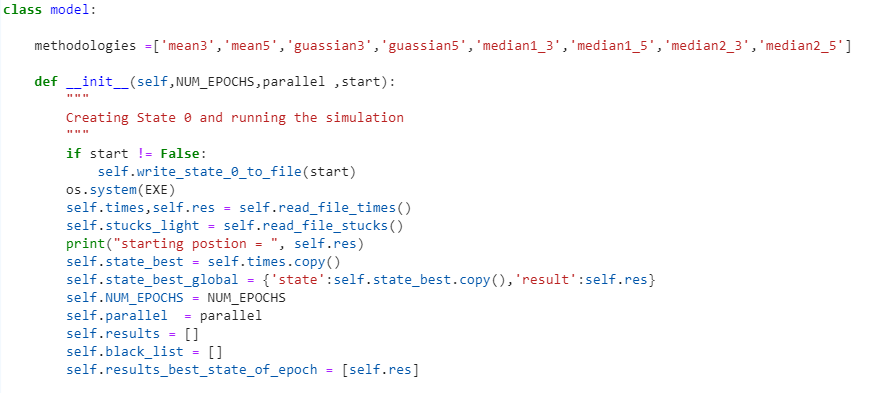 class model:
    methodologies =['mean3','mean5','guassian3','guassian5','median1_3','median1_5','median2_3','median2_5']
    def __init__(self,NUM_EPOCHS,parallel ,start):
        """
        Creating State 0 and running the simulation
        """
        if start != False:
            self.write_state_0_to_file(start)
        os.system(EXE)
        self.times,self.res = self.read_file_times()
        self.stucks_light = self.read_file_stucks()
        print("starting postion = ", self.res)
        self.state_best = self.times.copy()
        self.state_best_global = {'state':self.state_best.copy(),'result':self.res}
        self.NUM_EPOCHS = NUM_EPOCHS
        self.parallel  = parallel
        self.results = []
        self.black_list = []
        self.results_best_state_of_epoch = [self.res]